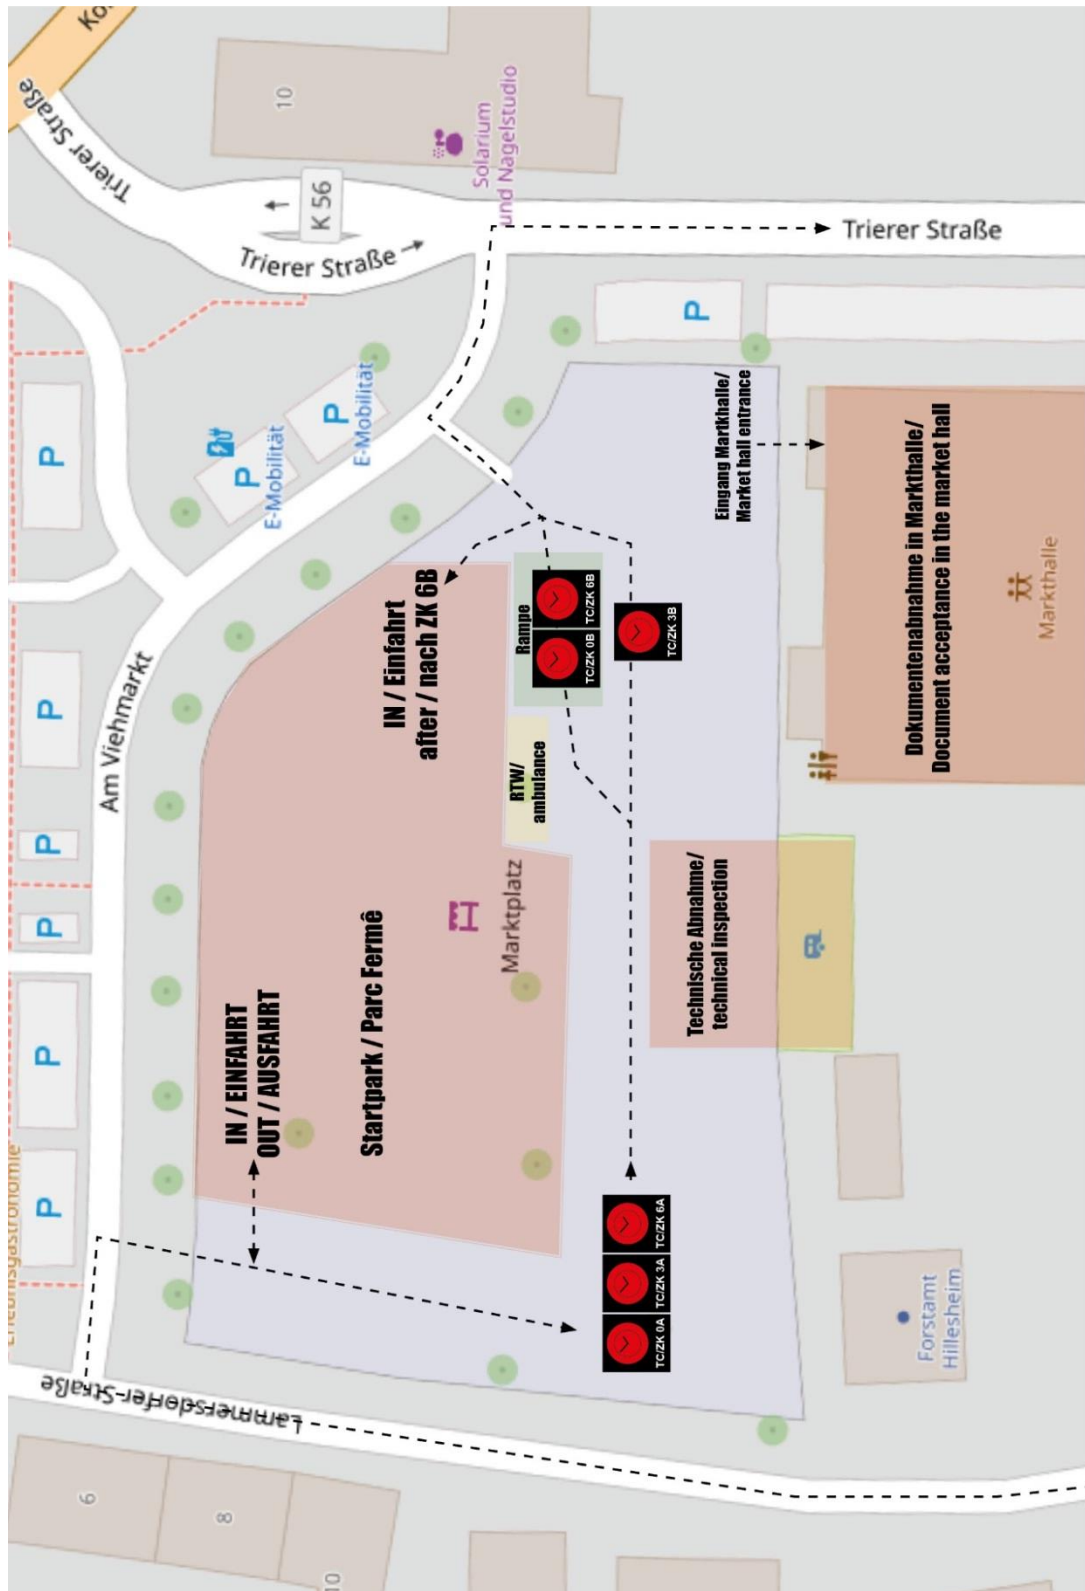 Trierer Straße
K 56
Trierer Straße
Trierer Straße
10
Solarium
und Nagelstudio
P
P
E-Mobilität
P
E-Mobilität
P
P
P
P
P
P
P
Am Viehmarkt
IN / Einfahrt
after / nach ZK 6B
Rampe
TC/ZK 0B
TC/ZK 6B
TC/ZK 3B
RTW/
ambulance
Eingang Martkhalle/
Market hall entrance
Dokumentenabnahme in Markthalle/
Document acceptance in the market hall
Markthalle
Marktplatz
Startpark / Parc Fermê
IN / EINFAHRT
OUT / AUSFAHRT
Technische Abnahme/
technical inspection
TC/ZK 0A
TC/ZK 3A
TC/ZK 6A
Forstamt
Hillesheim
Lammersdorfer-Straße
6
8
10